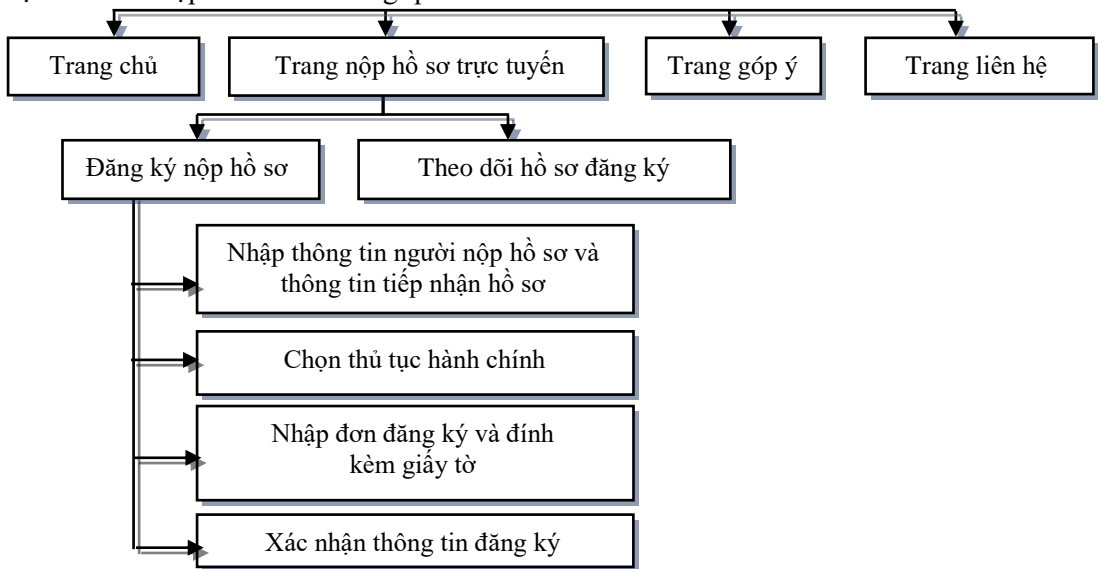 Trang chủ
Trang nộp hồ sơ trực tuyến
Trang góp ý
Trang liên hệ
Đăng ký nộp hồ sơ
Theo dõi hồ sơ đăng ký
Nhập thông tin người nộp hồ sơ và
thông tin tiếp nhận hồ sơ
Chọn thủ tục hành chính
Nhập đơn đăng ký và đính
kèm giấy tờ
Xác nhận thông tin đăng ký